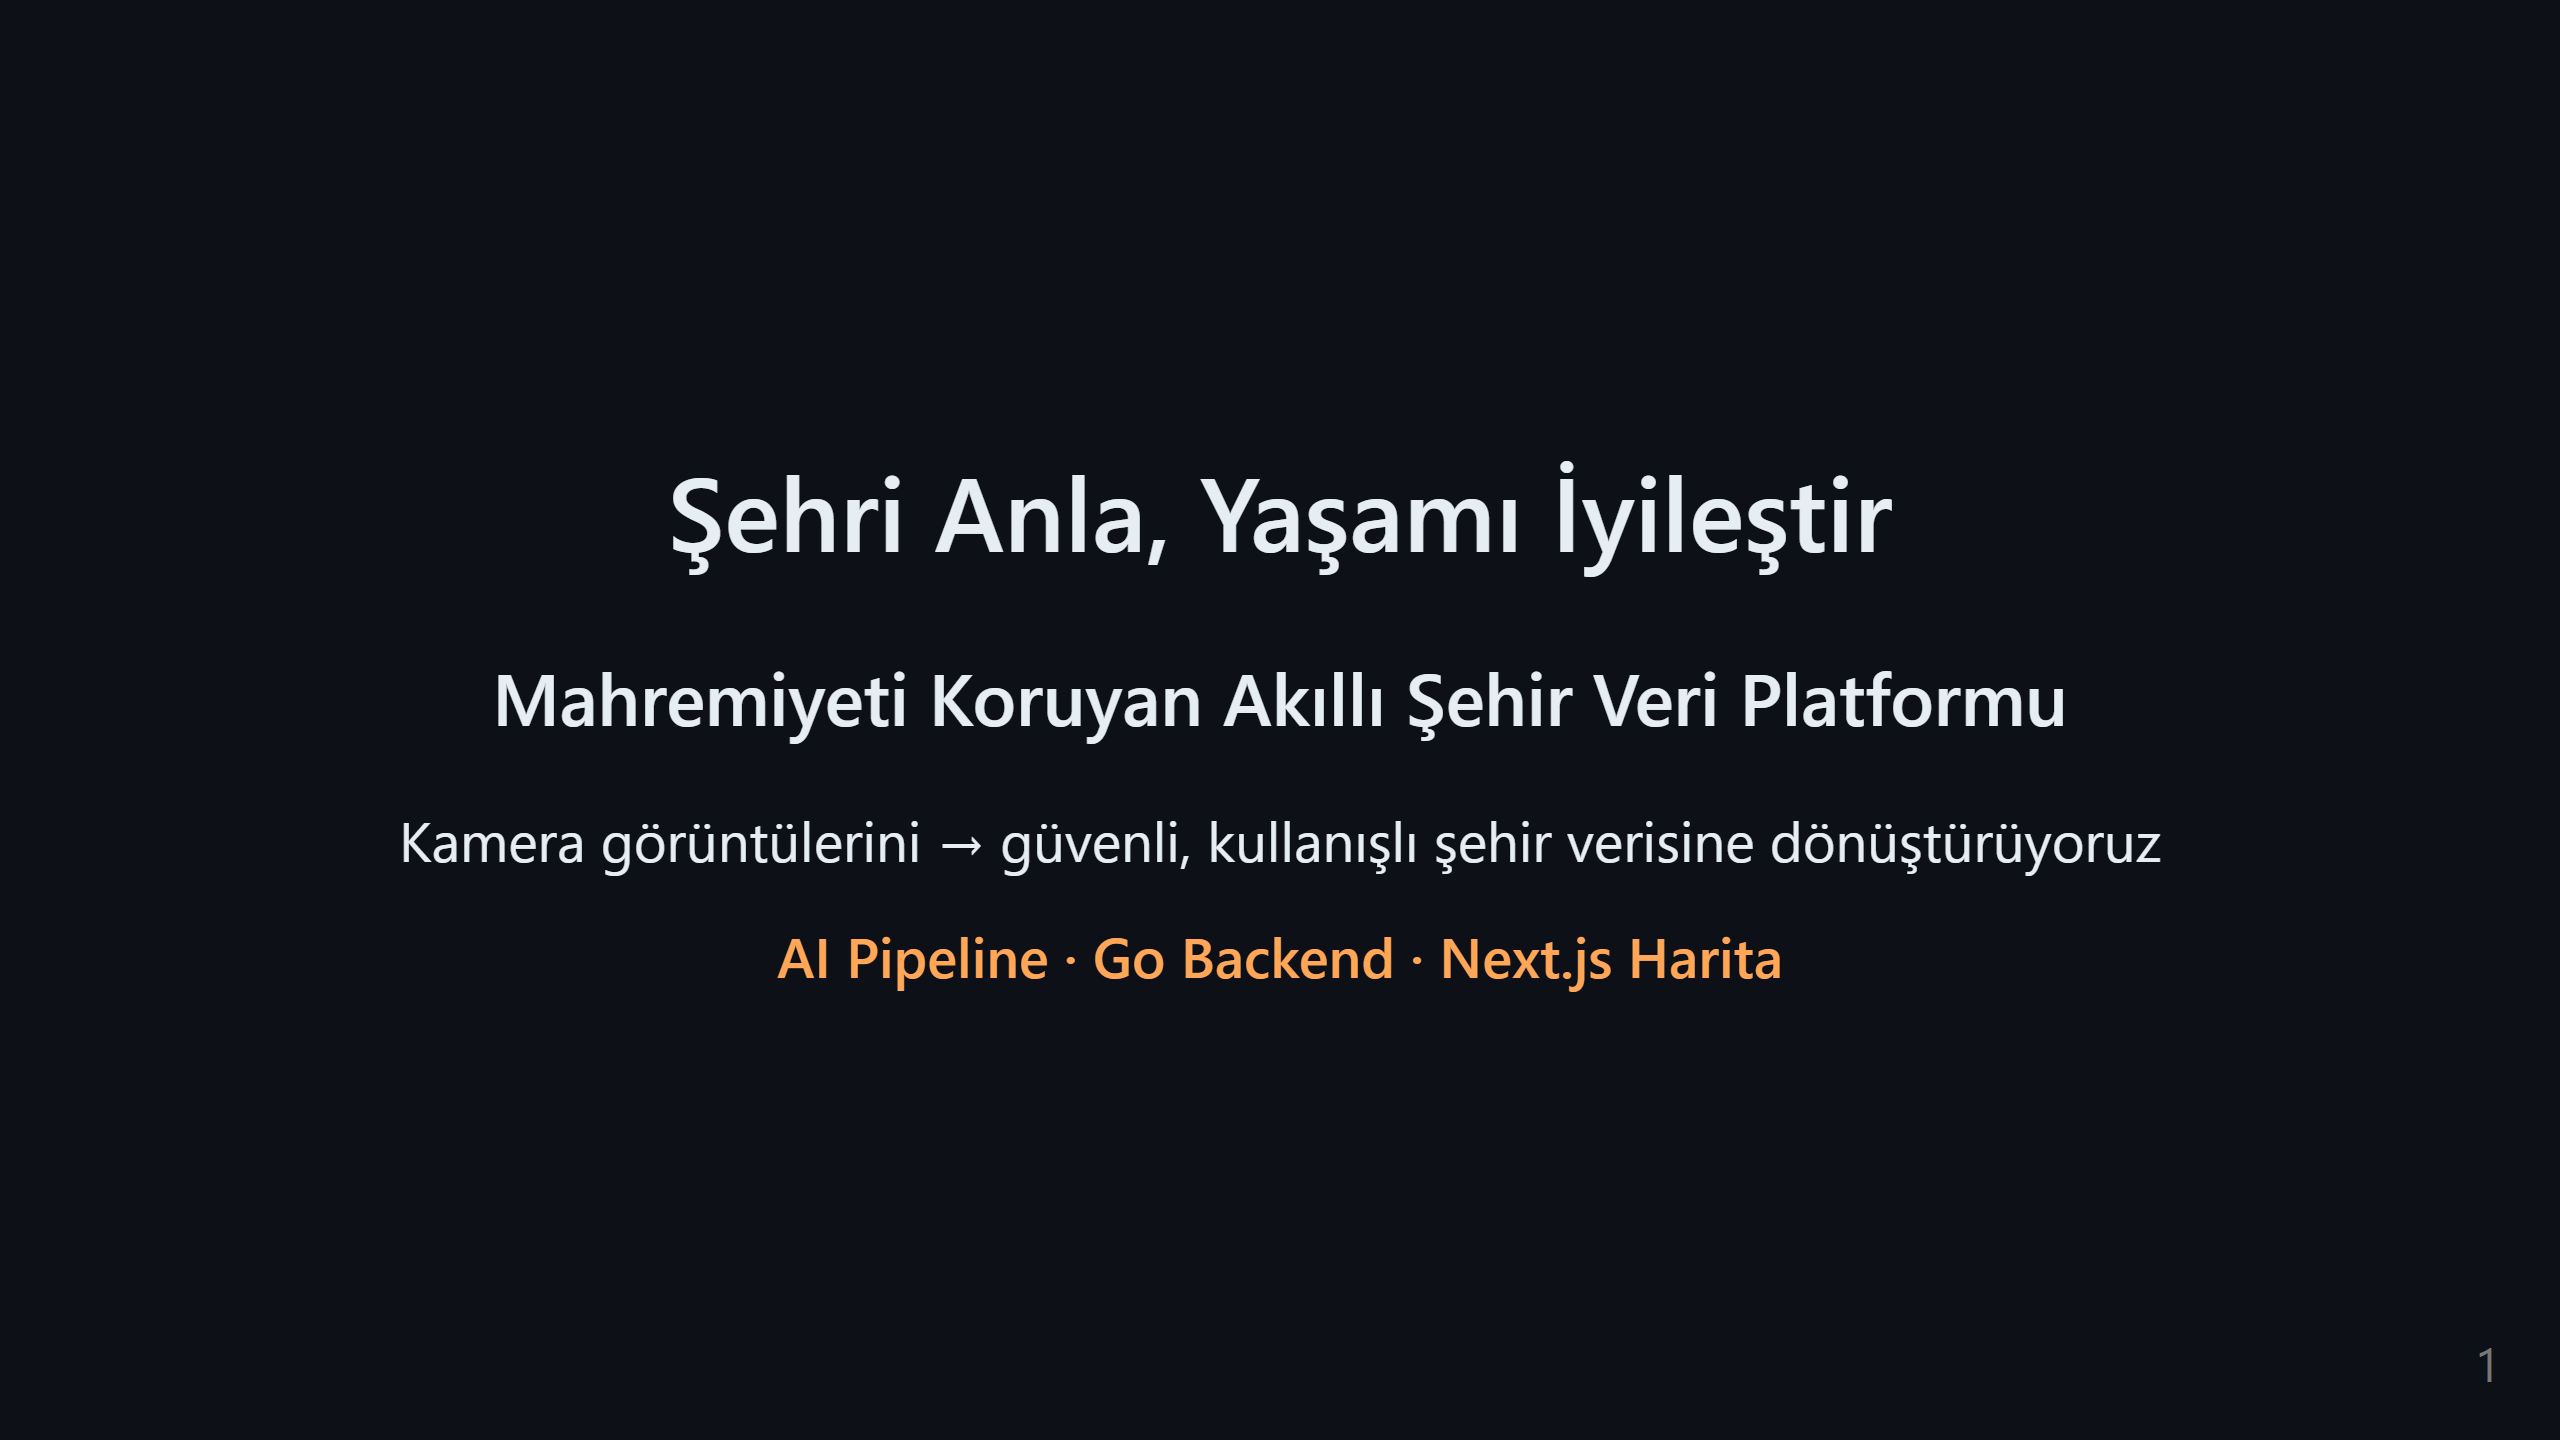 Şehri Anla, Yaşamı İyileştir
Mahremiyeti Koruyan Akıllı Şehir Veri Platformu
Kamera görüntülerini → güvenli, kullanışlı şehir verisine dönüştürüyoruz
AI Pipeline · Go Backend · Next.js Harita
1